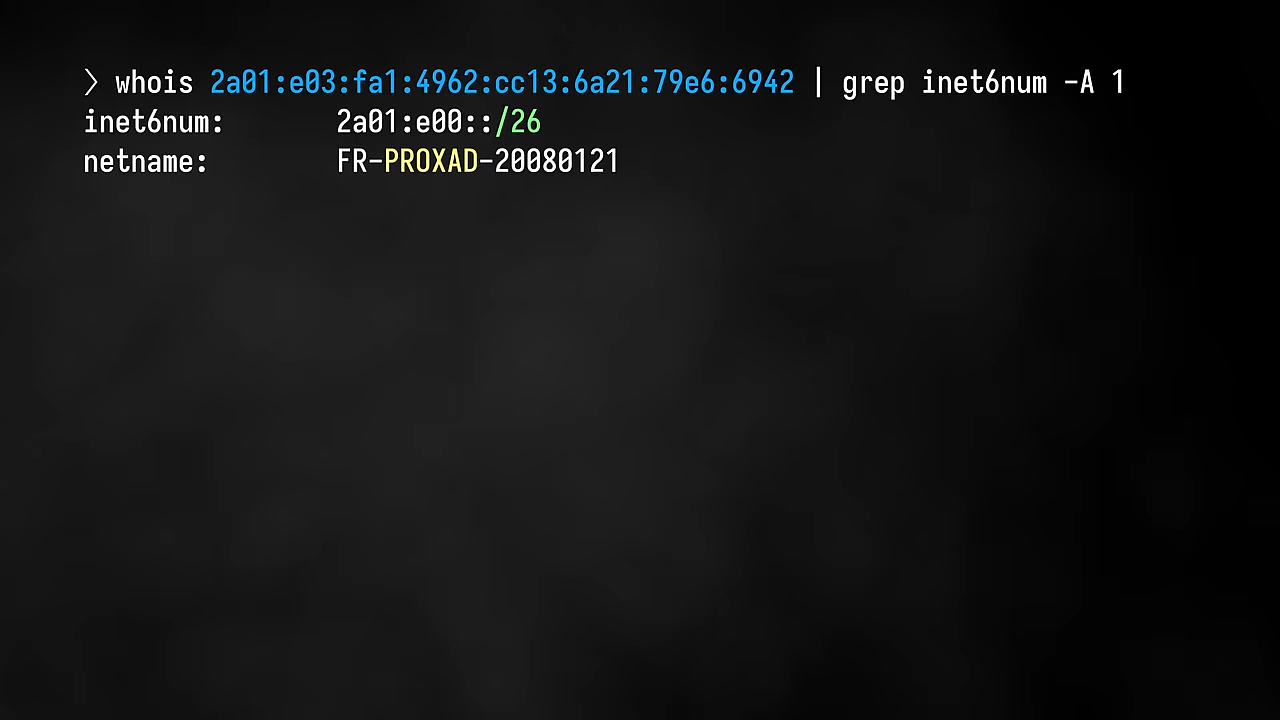 〉 whois 2a01:e03:fa1:4962:cc13:6a21:79e6:6942 | grep inet6num -A 1
inet6num:       2a01:e00::/26
netname:        FR-PROXAD-20080121